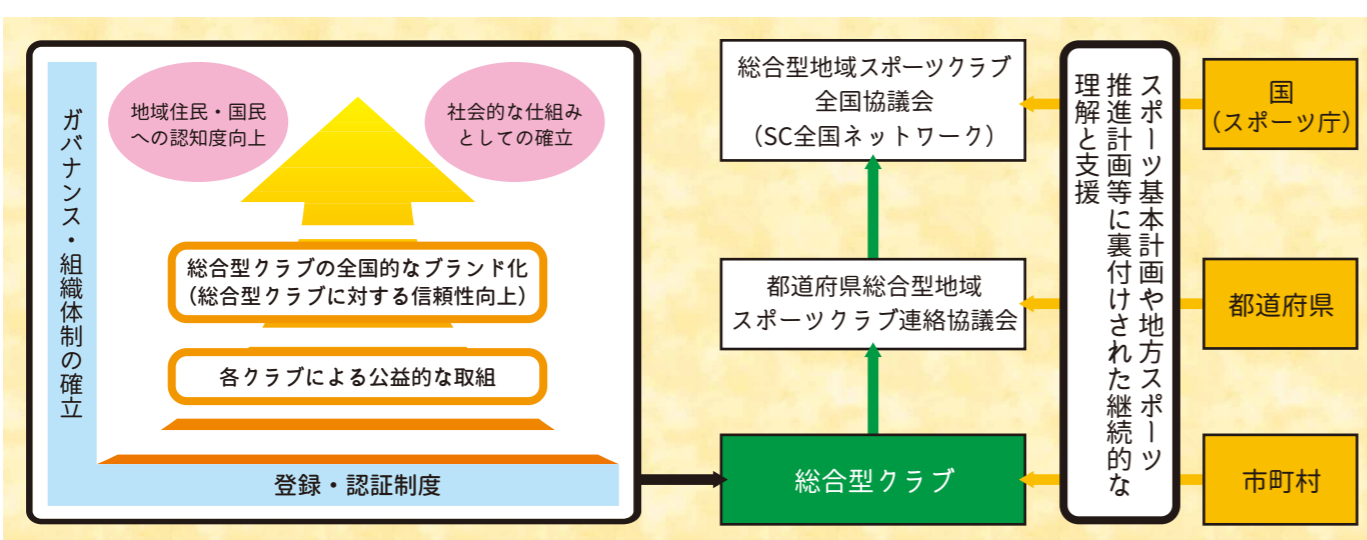 ガバナンス・組織体制の確立
地域住民・国民
への認知度向上
社会的な仕組み
としての確立
総合型クラブの全国的なブランド化
(総合型クラブに対する信頼性向上)
各クラブによる公益的な取組
登録・認証制度
総合型地域スポーツクラブ
全国協議会
(SC全国ネットワーク)
都道府県総合型地域
スポーツクラブ連絡協議会
総合型クラブ
スポーツ基本計画や地方スポーツ
推進計画等に裏付けされた継続的な
理解と支援
国
(スポーツ庁)
都道府県
市町村